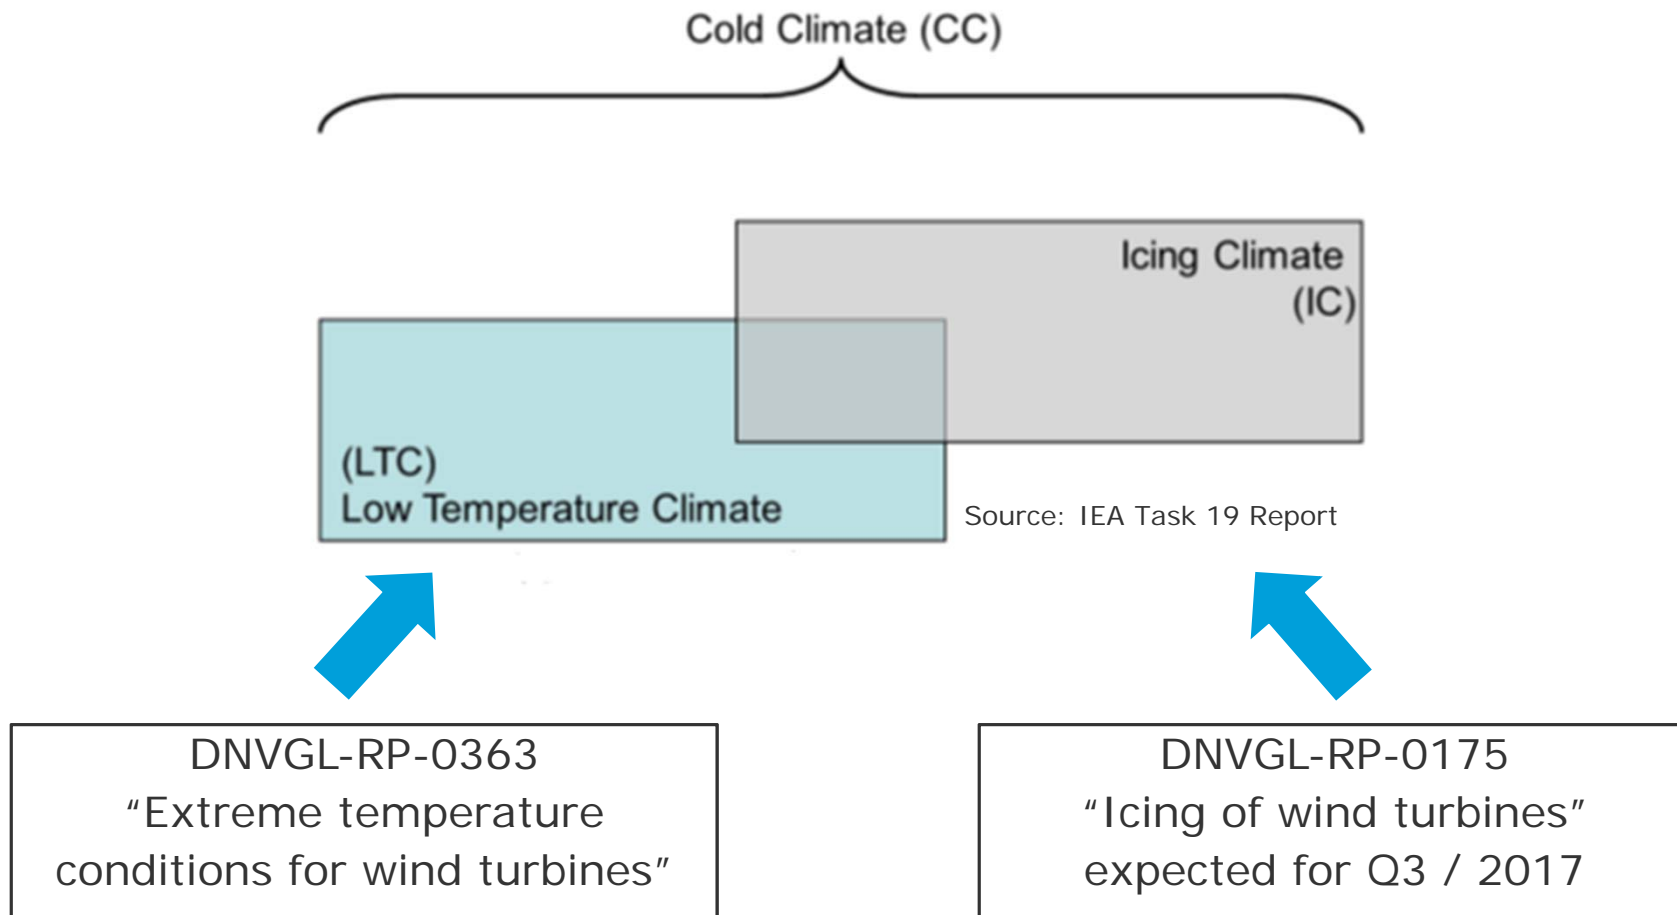 Cold Climate (CC)
Icing Climate
(IC)
(LTC)
Low Temperature Climate
Source: IEA Task 19 Report
DNVGL-RP-0363
“Extreme temperature
conditions for wind turbines”
DNVGL-RP-0175
“Icing of wind turbines”
expected for Q3 / 2017